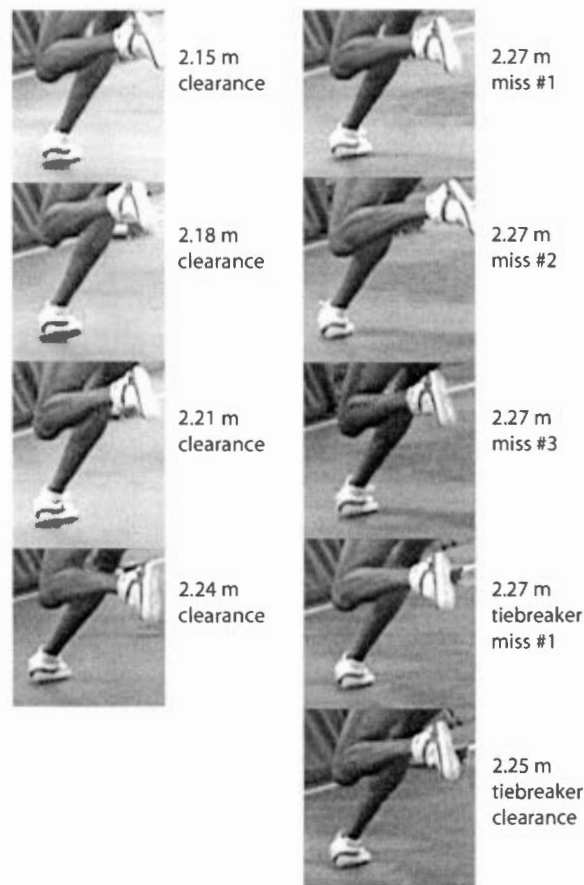 2.15 m
clearance
2.18 m
clearance
2.21 m
clearance
2.24 m
clearance
2.27 m
miss #1
2.27 m
miss #2
2.27 m
miss #3
2.27 m
tiebreaker
miss #1
2.25 m
tiebreaker
clearance